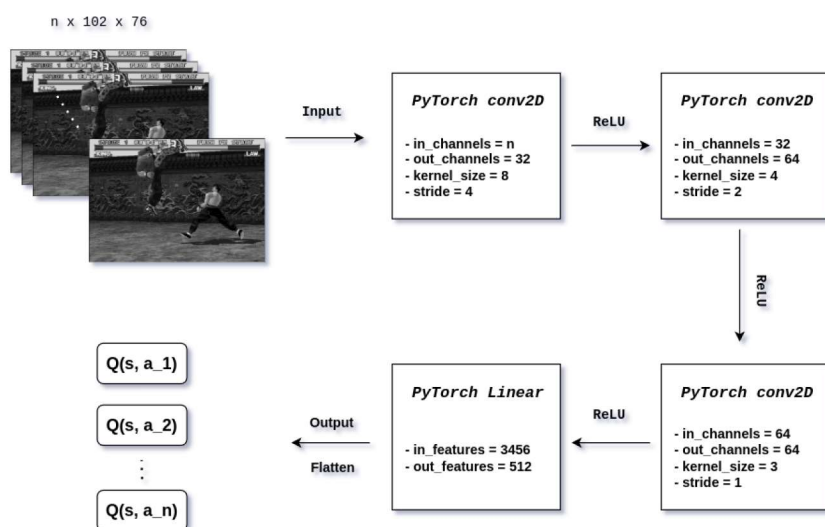 n x 102 x 76
Input
PyTorch conv2D
- in_channels = n
- out_channels = 32
- kernel_size = 8
- stride = 4
ReLU
PyTorch conv2D
- in_channels = 32
- out_channels = 64
- kernel_size = 4
- stride = 2
ReLU
PyTorch conv2D
- in_channels = 64
- out_channels = 64
- kernel_size = 3
- stride = 1
ReLU
PyTorch Linear
- in_features = 3456
- out_features = 512
Output
Flatten
Q(s, a_1)
Q(s, a_2)
Q(s, a_n)